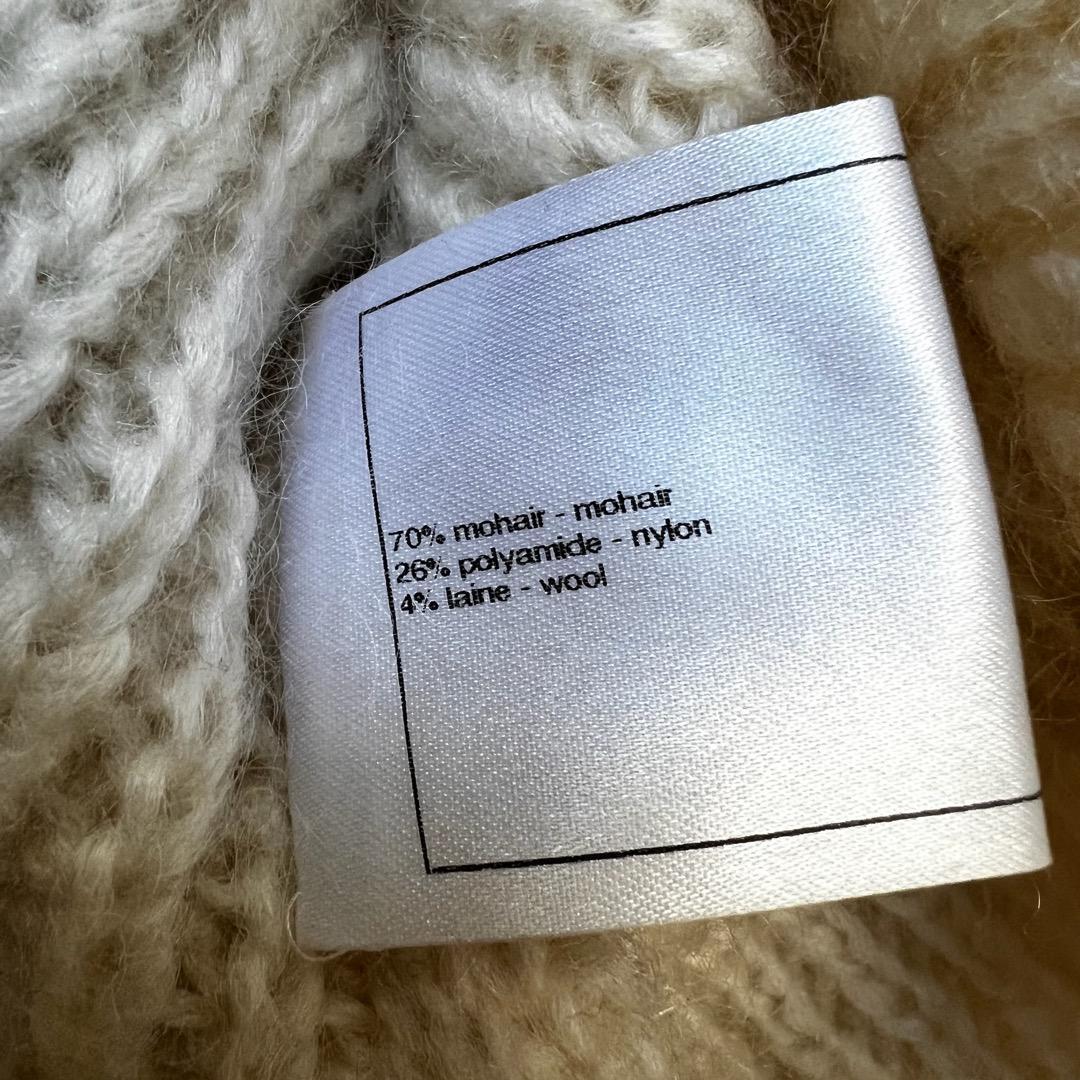 70% mohair - mohair
26% polyamide - nylon
4% laine - wool